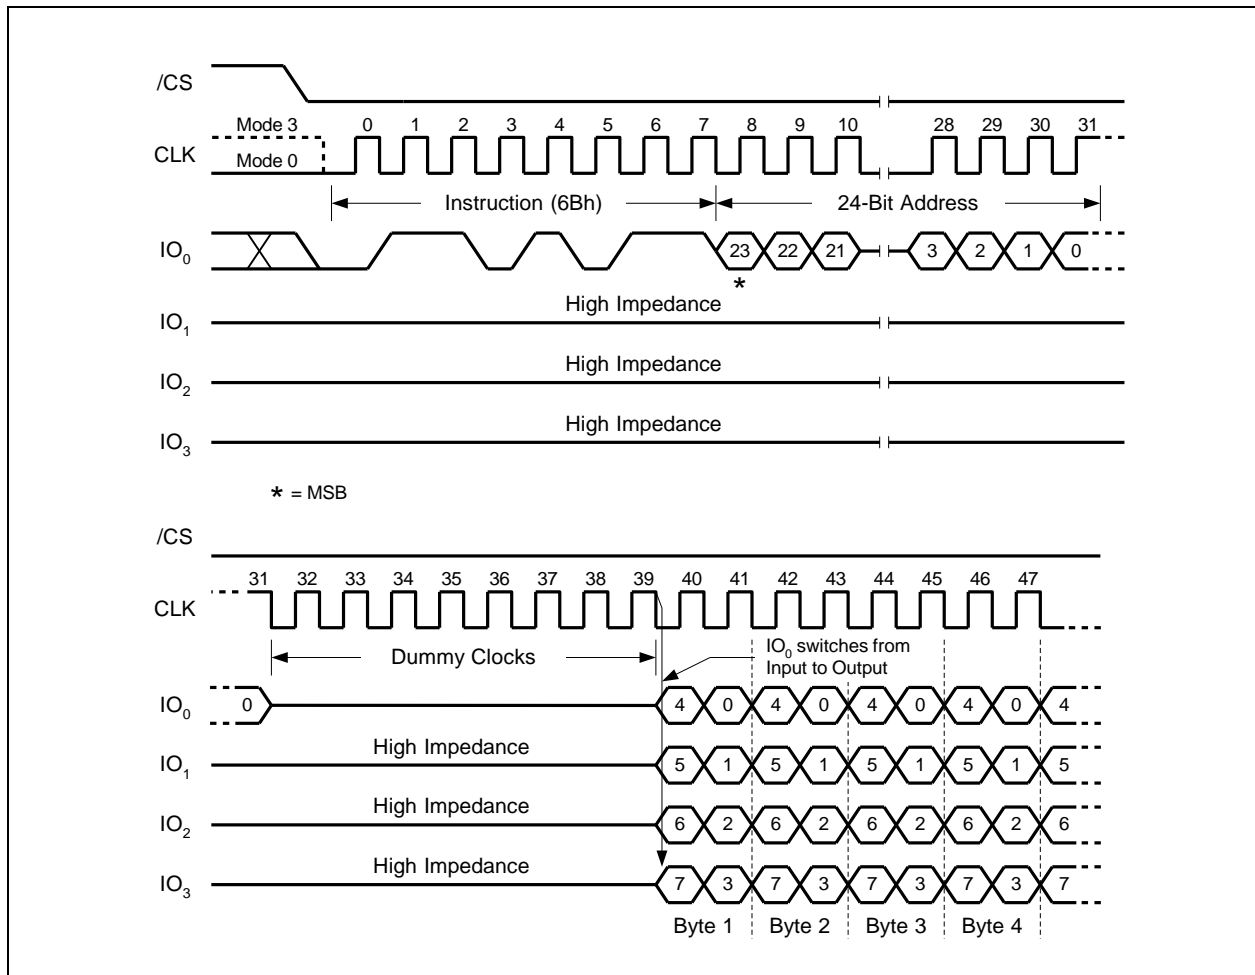 /CS
Mode 3
0 1 2 3 4 5 6 7 8 9 10 28 29 30 31
CLK
Mode 0
Instruction (6Bh)
24-Bit Address
IO0
23 22 21 3 2 1 0
*
High Impedance
IO1
High Impedance
IO2
High Impedance
IO3
* = MSB
/CS
31 32 33 34 35 36 37 38 39 40 41 42 43 44 45 46 47
CLK
Dummy Clocks
IO0 switches from
Input to Output
IO0
0 4 0 4 0 4 0 4 0 4
High Impedance
IO1
5 1 5 1 5 1 5 1 5
High Impedance
IO2
6 2 6 2 6 2 6 2 6
High Impedance
IO3
7 3 7 3 7 3 7 3 7
Byte 1 Byte 2 Byte 3 Byte 4